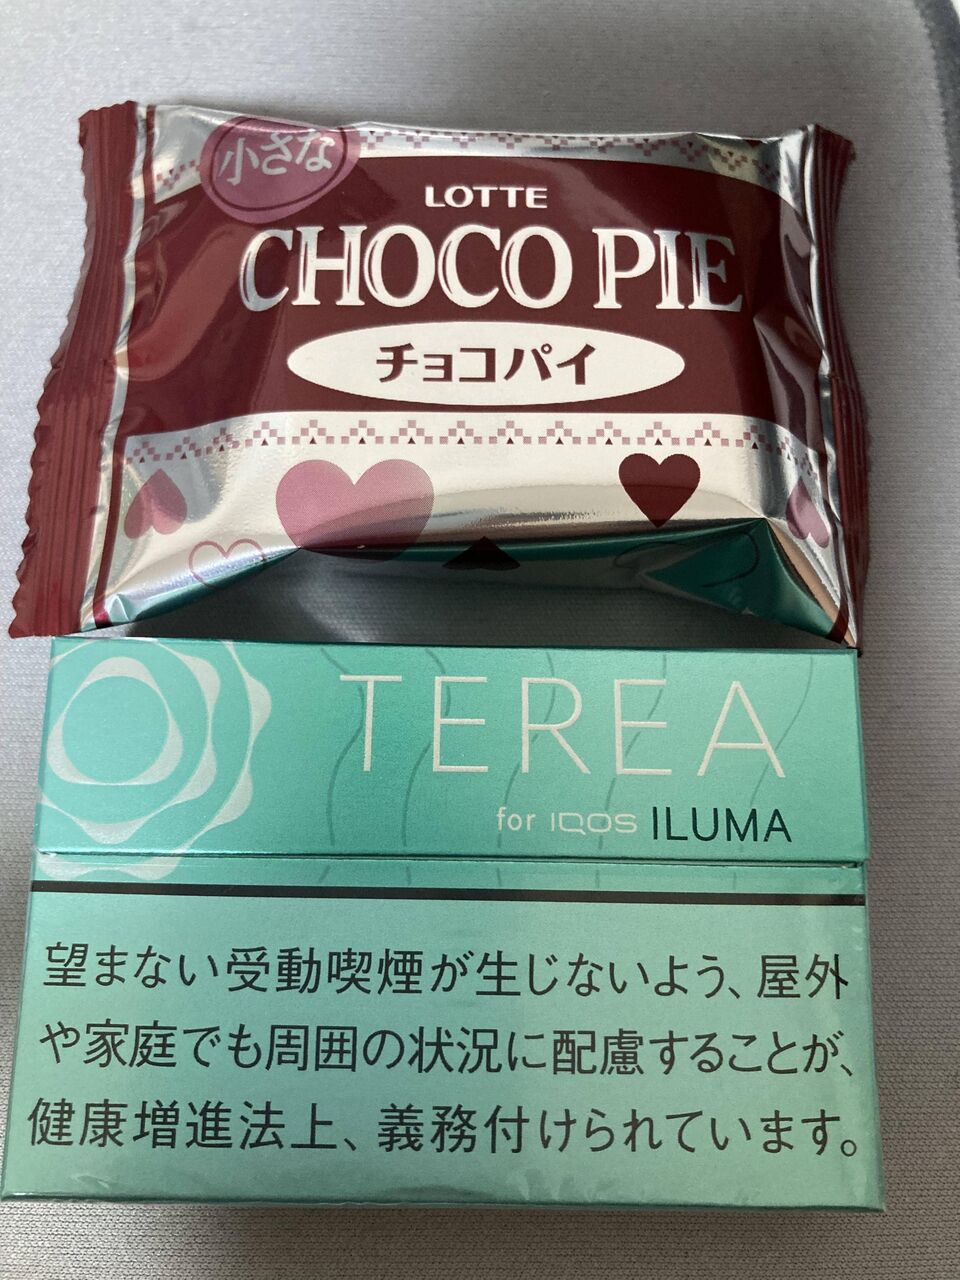 小さな
LOTTE
CHOCO PIE
チョコパイ
TEREA
for IQOS ILUMA
望まない受動喫煙が生じないよう、屋外
や家庭でも周囲の状況に配慮することが、
健康増進法上、義務付けられています。